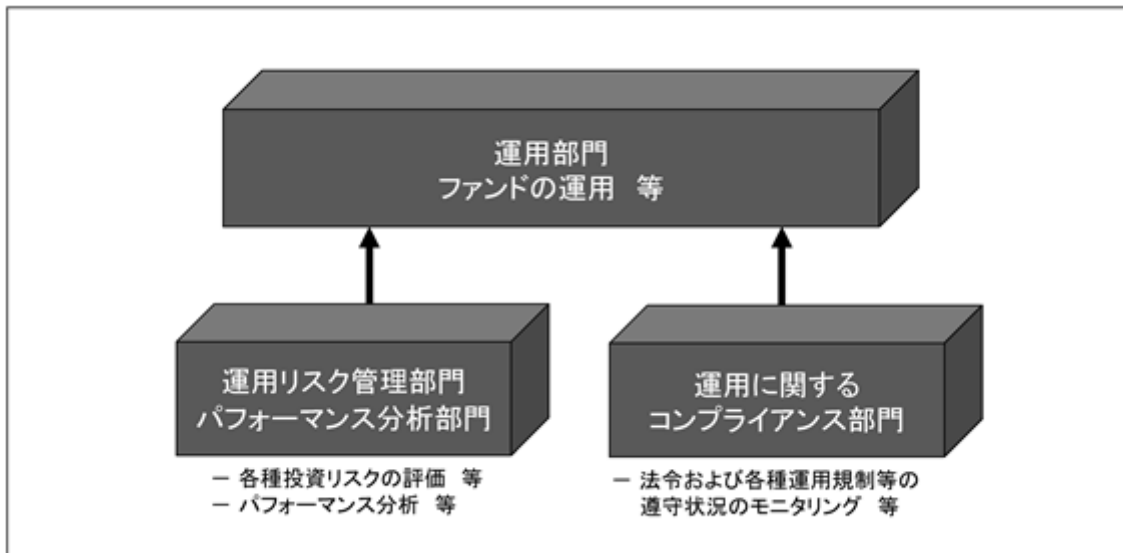 運用部門
ファンドの運用 等
運用リスク管理部門
パフォーマンス分析部門
運用に関する
コンプライアンス部門
－ 各種投資リスクの評価 等
－ パフォーマンス分析 等
－ 法令および各種運用規制等の
遵守状況のモニタリング 等